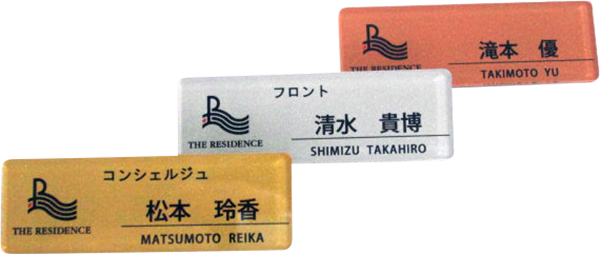 滝本 優
THE RESIDENCE
TAKIMOTO YU
フロント
清水 貴博
THE RESIDENCE
SHIMIZU TAKAHIRO
コンシェルジュ
松本 玲香
THE RESIDENCE
MATSUMOTO REIKA